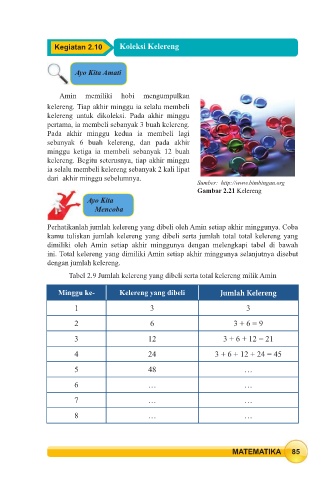 Kegiatan 2.10 Koleksi Kelereng
Ayo Kita Amati
Amin memiliki hobi mengumpulkan
kelereng. Tiap akhir minggu ia selalu membeli
kelereng untuk dikoleksi. Pada akhir minggu
pertama, ia membeli sebanyak 3 buah kelereng.
Pada akhir minggu kedua ia membeli lagi
sebanyak 6 buah kelereng, dan pada akhir
minggu ketiga ia membeli sebanyak 12 buah
kelereng. Begitu seterusnya, tiap akhir minggu
ia selalu membeli kelereng sebanyak 2 kali lipat
dari akhir minggu sebelumnya.
Sumber: http://www.bimbingan.org
Gambar 2.21 Kelereng
Ayo Kita
Mencoba
Perhatikanlah jumlah kelereng yang dibeli oleh Amin setiap akhir minggunya. Coba
kamu tuliskan jumlah kelereng yang dibeli serta jumlah total total kelereng yang
dimiliki oleh Amin setiap akhir minggunya dengan melengkapi tabel di bawah
ini. Total kelereng yang dimiliki Amin setiap akhir minggunya selanjutnya disebut
dengan jumlah kelereng.
Tabel 2.9 Jumlah kelereng yang dibeli serta total kelereng milik Amin
Minggu ke- Kelereng yang dibeli Jumlah Kelereng
1 3 3
2 6 3 + 6 = 9
3 12 3 + 6 + 12 = 21
4 24 3 + 6 + 12 + 24 = 45
5 48 …
6 … …
7 … …
8 … …
MATEMATIKA 85